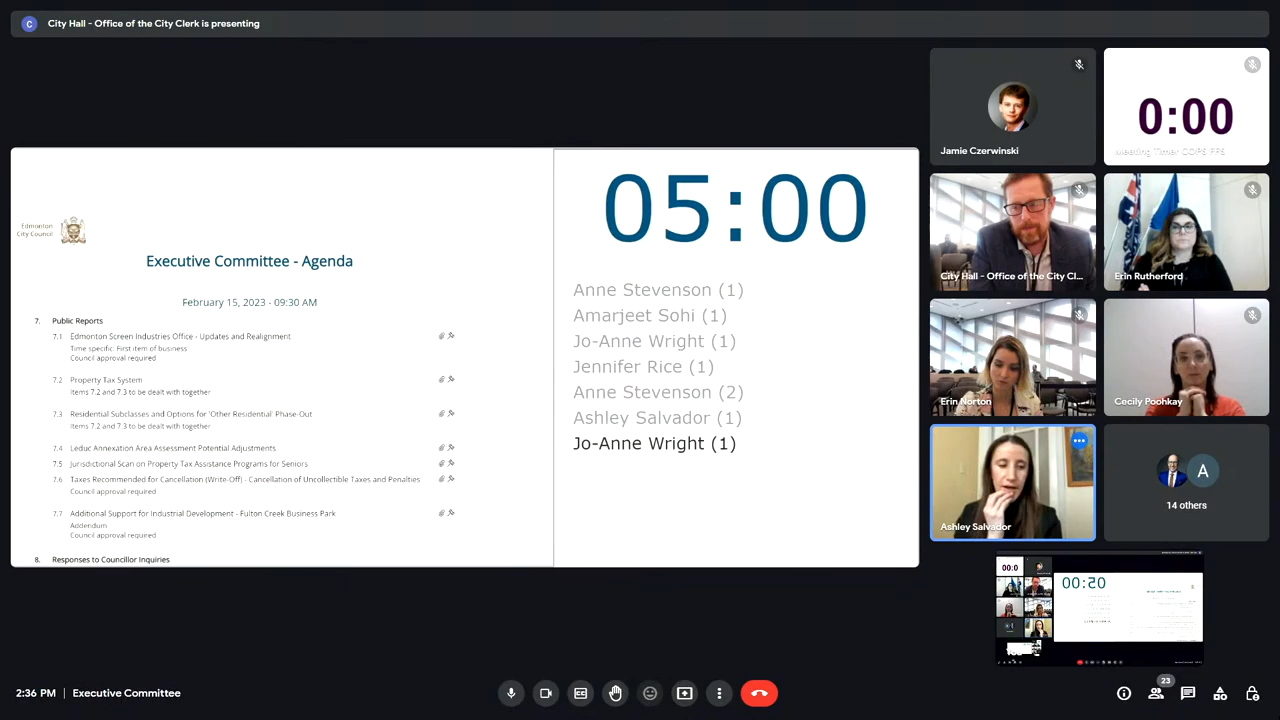 C City Hall - Office of the City Clerk is presenting
Edmonton
City Council
Executive Committee - Agenda
February 15, 2023 - 09:30 AM
7. Public Reports
7.1 Edmonton Screen Industries Office - Updates and Realignment
Time specific: First item of business
Council approval required
7.2 Property Tax System
Items 7.2 and 7.3 to be dealt with together
7.3 Residential Subclasses and Options for 'Other Residential' Phase-Out
Items 7.2 and 7.3 to be dealt with together
7.4 Leduc Annexation Area Assessment Potential Adjustments
7.5 Jurisdictional Scan on Property Tax Assistance Programs for Seniors
7.6 Taxes Recommended for Cancellation (Write-Off) - Cancellation of Uncollectible Taxes and Penalties
Council approval required
7.7 Additional Support for Industrial Development - Fulton Creek Business Park
Addendum
Council approval required
8. Responses to Councillor Inquiries
05:00
Anne Stevenson (1)
Amarjeet Sohi (1)
Jo-Anne Wright (1)
Jennifer Rice (1)
Anne Stevenson (2)
Ashley Salvador (1)
Jo-Anne Wright (1)
Jamie Czerwinski
0:00
Meeting Timer COPS FPS
City Hall - Office of the City Cl...
Erin Rutherford
Erin Norton
Cecily Poohkay
Ashley Salvador
A
14 others
00:0
05:00
2:36 PM | Executive Committee
23